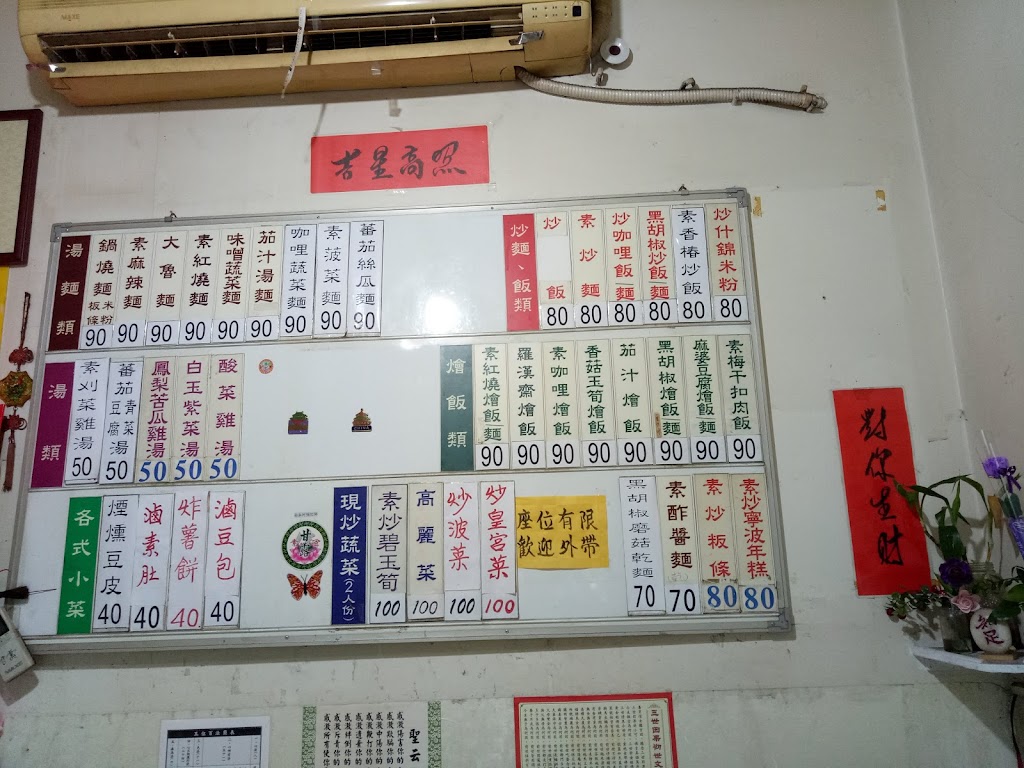 吉星高照
湯麵類
鍋燒麵 板條 米粉 90
素麻辣麵 90
大魯麵 90
素紅燒麵 90
味噌蔬菜麵 90
茄汁湯麵 90
咖哩蔬菜麵 90
素菠菜麵 90
蕃茄絲瓜麵 90
炒麵、飯類
炒飯 80
素炒麵 80
炒咖哩飯麵 80
黑胡椒炒飯麵 80
素香椿炒飯 80
炒什錦米粉 80
湯類
素刈菜雞湯 50
蕃茄青菜豆腐湯 50
鳳梨苦瓜雞湯 50
白玉紫菜湯 50
酸菜雞湯 50
燴飯類
素紅燒燴飯麵 90
羅漢齋燴飯 90
素咖哩燴飯 90
香菇玉筍燴飯 90
茄汁燴飯 90
黑胡椒燴飯麵 90
麻婆豆腐燴飯麵 90
素梅干扣肉飯 90
各式小菜
煙燻豆皮 40
滷素肚 40
炸薯餅 40
滷豆包 40
現炒蔬菜(2人份)
素炒碧玉筍 100
高麗菜 100
炒波菜 100
炒皇宮菜 100
座位有限
歡迎外帶
黑胡椒磨菇乾麵 70
素酢醬麵 70
素炒板條 80
素炒寧波年糕 80
對你生財
滿足
聖云